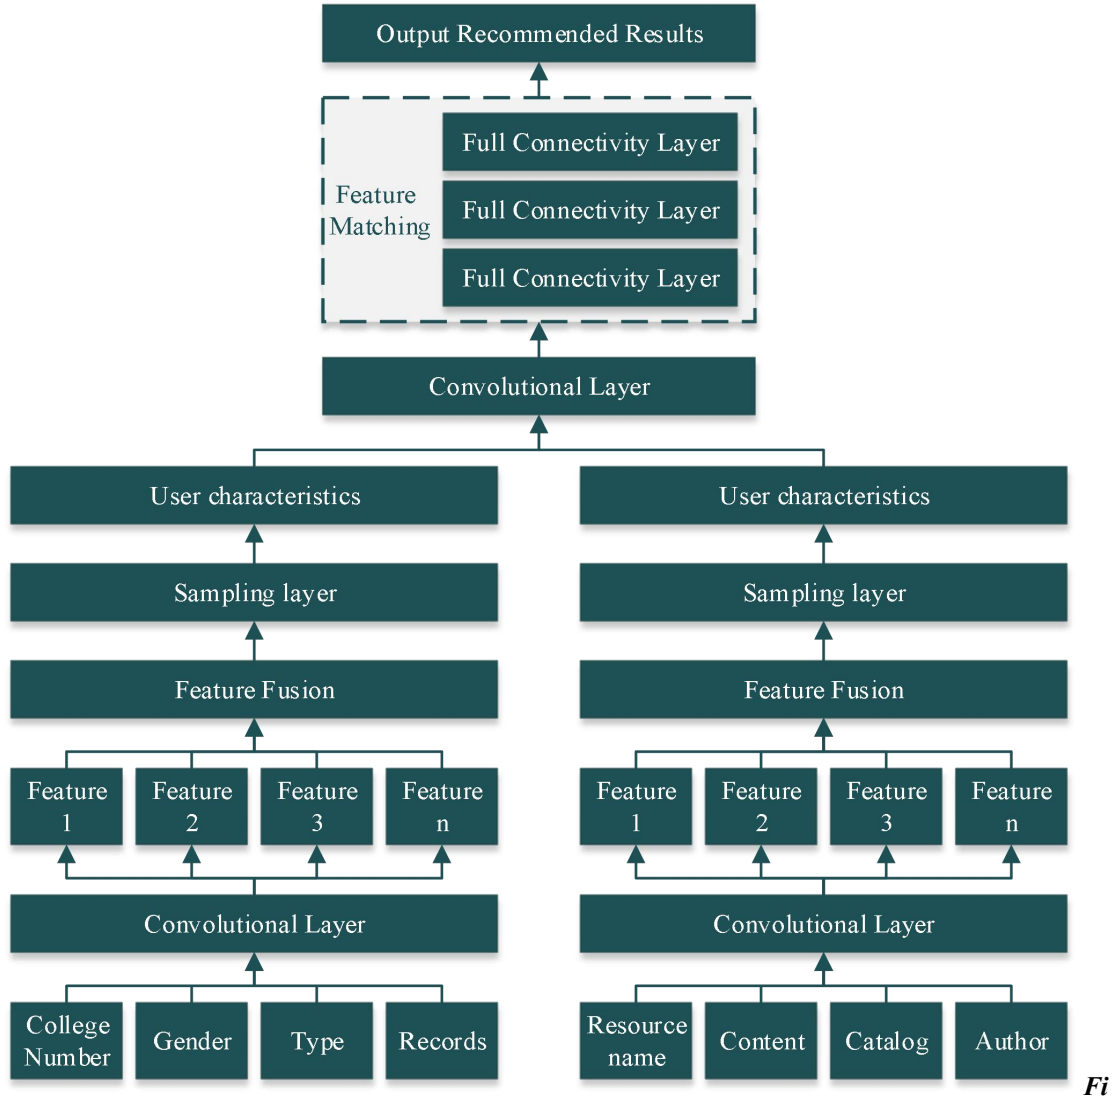 Output Recommended Results
Full Connectivity Layer
Feature
Matching
Full Connectivity Layer
Full Connectivity Layer
Convolutional Layer
User characteristics
User characteristics
Sampling layer
Sampling layer
Feature Fusion
Feature Fusion
Feature
1
Feature
2
Feature
3
Feature
n
Feature
1
Feature
2
Feature
3
Feature
n
Convolutional Layer
Convolutional Layer
College
Number
Gender
Type
Records
Resource
name
Content
Catalog
Author
Fi